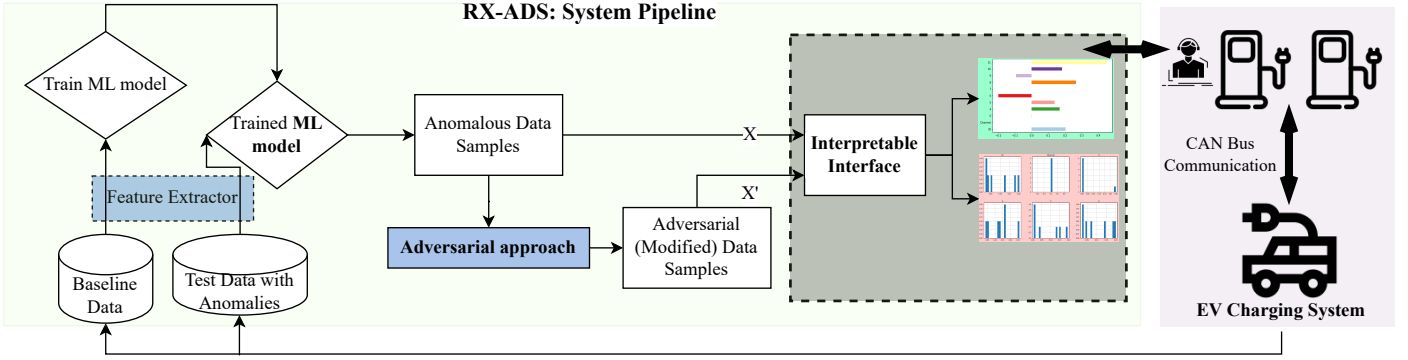 RX-ADS: System Pipeline
Train ML model
Trained ML
model
Feature Extractor
Baseline
Data
Test Data with
Anomalies
Anomalous Data
Samples
X
X'
Adversarial approach
Adversarial
(Modified) Data
Samples
Interpretable
Interface
CAN Bus
Communication
EV Charging System